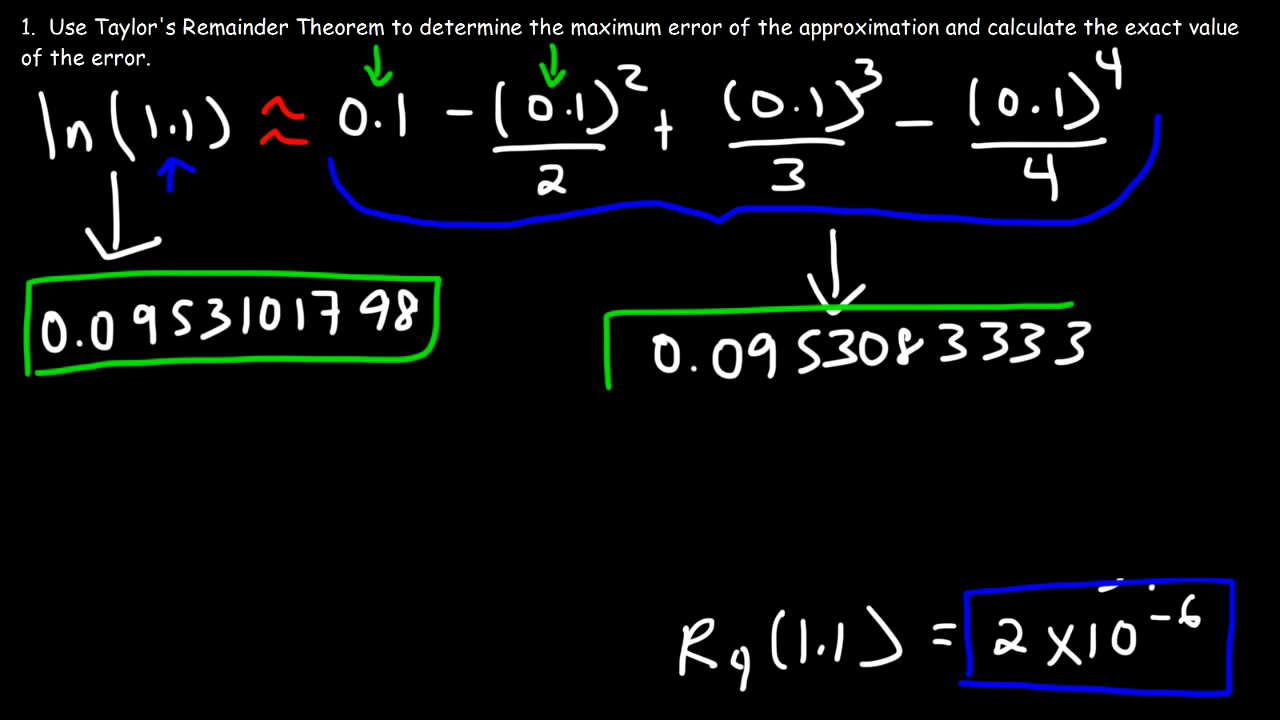 1. Use Taylor's Remainder Theorem to determine the maximum error of the approximation and calculate the exact value
of the error.
ln(1.1) ≈ 0.1 - (0.1)²/2 + (0.1)³/3 - (0.1)⁴/4
0.0953101798
0.0953083333
R₄(1.1) = 2×10⁻⁶